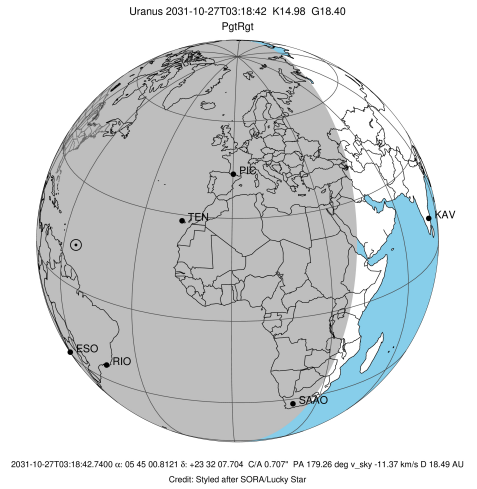 Uranus 2031-10-27T03:18:42 K14.98 G18.40
PgtRgt
PIC
TEN
KAV
ESO
RIO
SAAO
2031-10-27T03:18:42.7400 α: 05 45 00.8121 δ: +23 32 07.704 C/A 0.707" PA 179.26 deg v_sky -11.37 km/s D 18.49 AU
Credit: Styled after SORA/Lucky Star